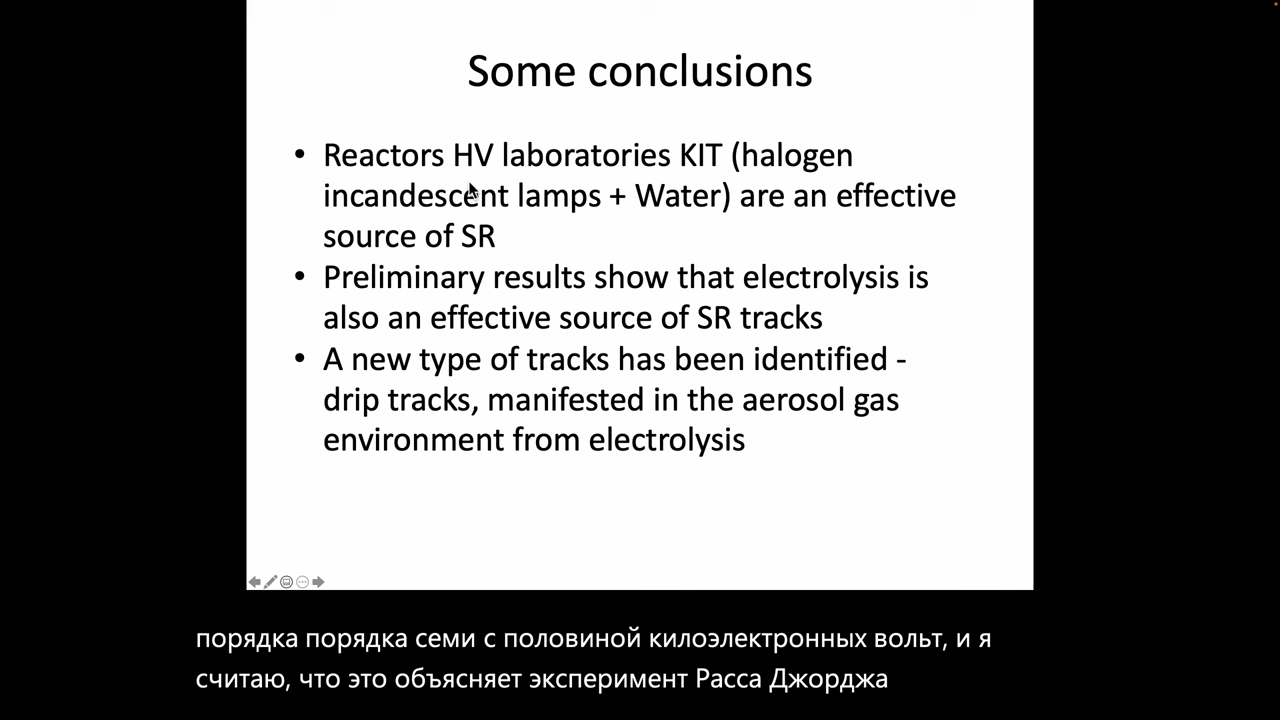 Some conclusions
• Reactors HV laboratories KIT (halogen
incandescent lamps + Water) are an effective
source of SR
• Preliminary results show that electrolysis is
also an effective source of SR tracks
• A new type of tracks has been identified -
drip tracks, manifested in the aerosol gas
environment from electrolysis
порядка порядка семи с половиной килоэлектронных вольт, и я
считаю, что это объясняет эксперимент Расса Джорджа